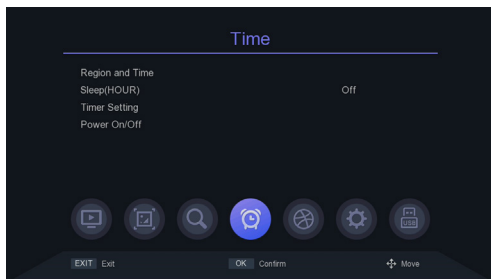 Time
Region and Time
Sleep(HOUR) Off
Timer Setting
Power On/Off
USB
EXIT Exit OK Confirm Move